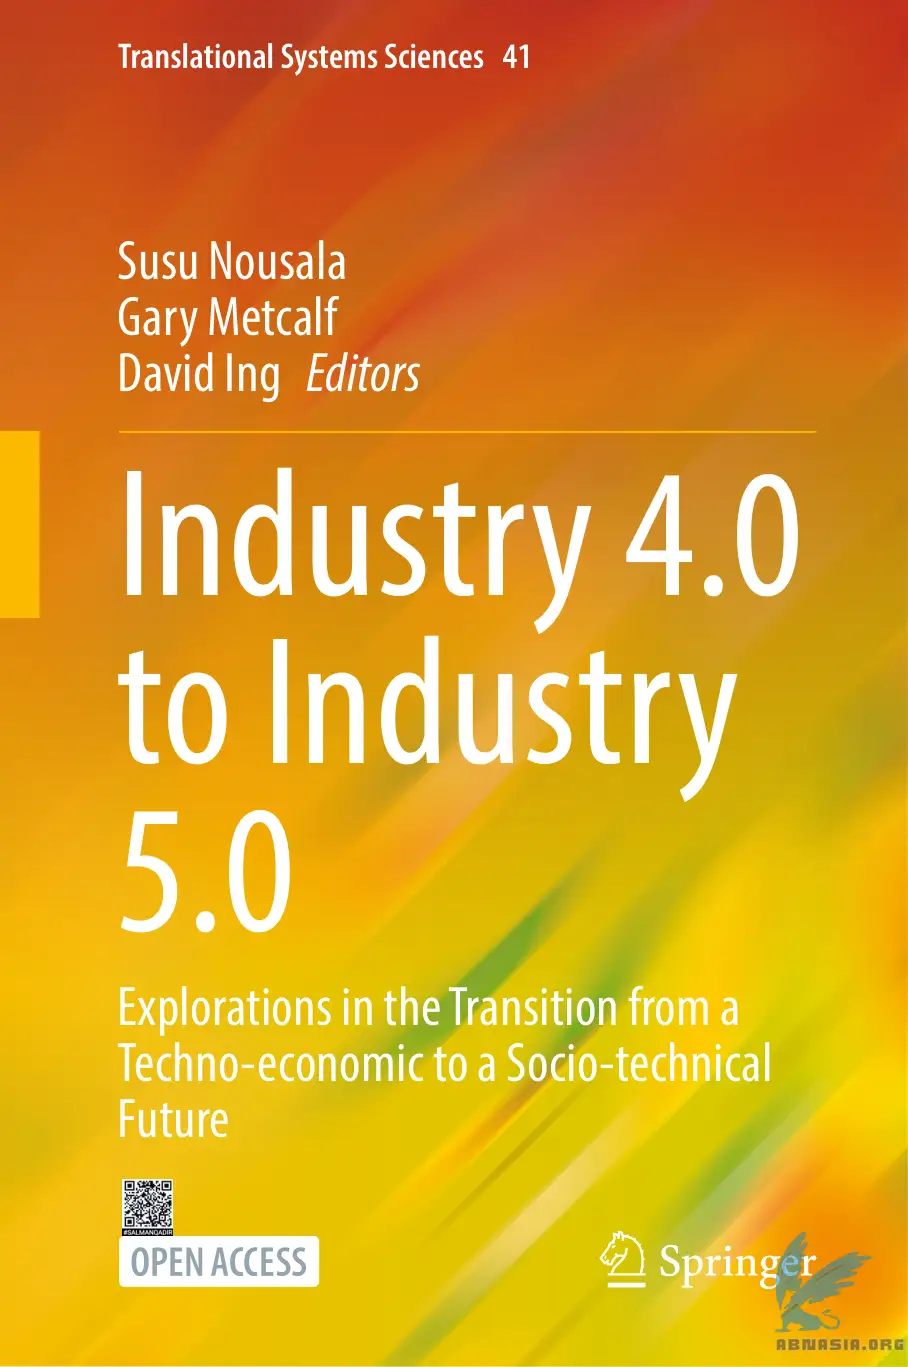 Translational Systems Sciences 41
Susu Nousala
Gary Metcalf
David Ing Editors
Industry 4.0
to Industry
5.0
Explorations in the Transition from a
Techno-economic to a Socio-technical
Future
#SALMANQADIR
OPEN ACCESS
Springer
ABNASIA.ORG